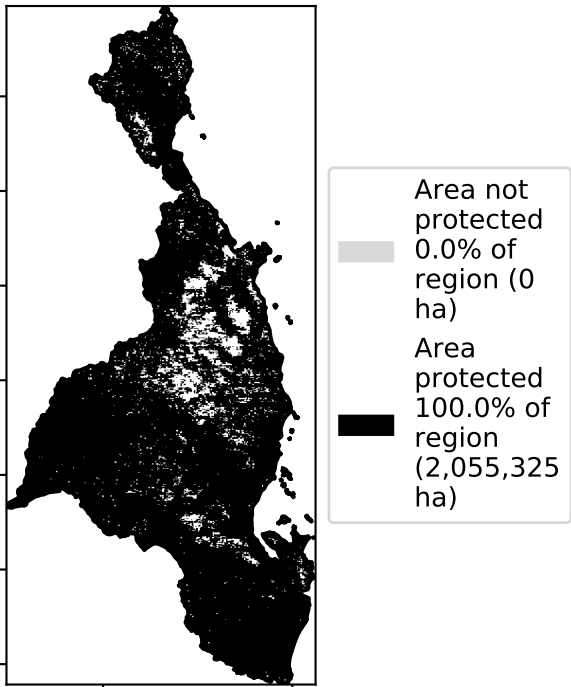 Area not
protected
0.0% of
region (0
ha)
Area
protected
100.0% of
region
(2,055,325
ha)